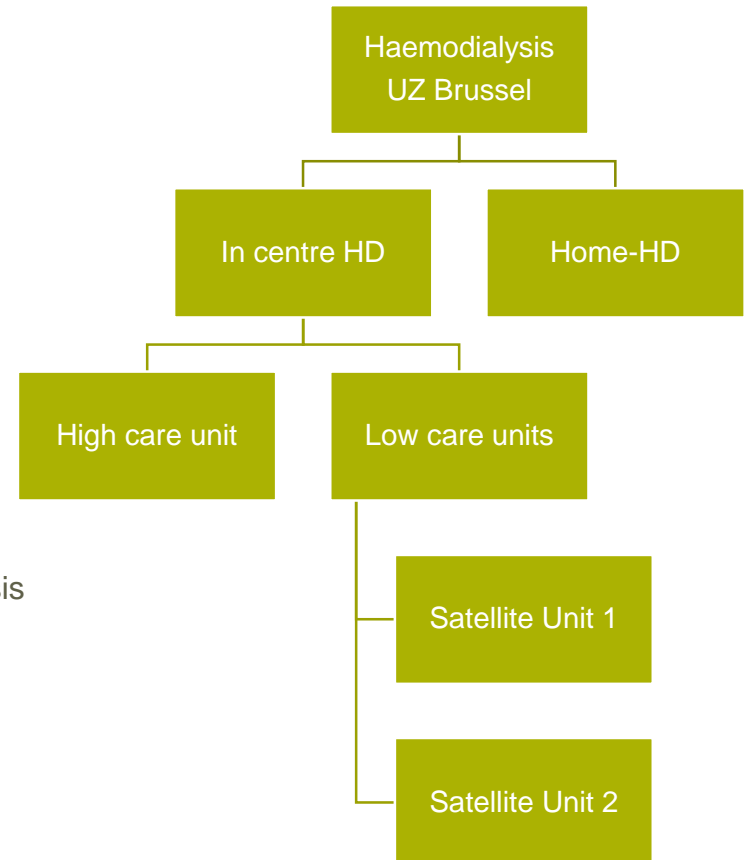 Haemodialysis
UZ Brussel
In centre HD
Home-HD
High care unit
Low care units
Satellite Unit 1
Satellite Unit 2